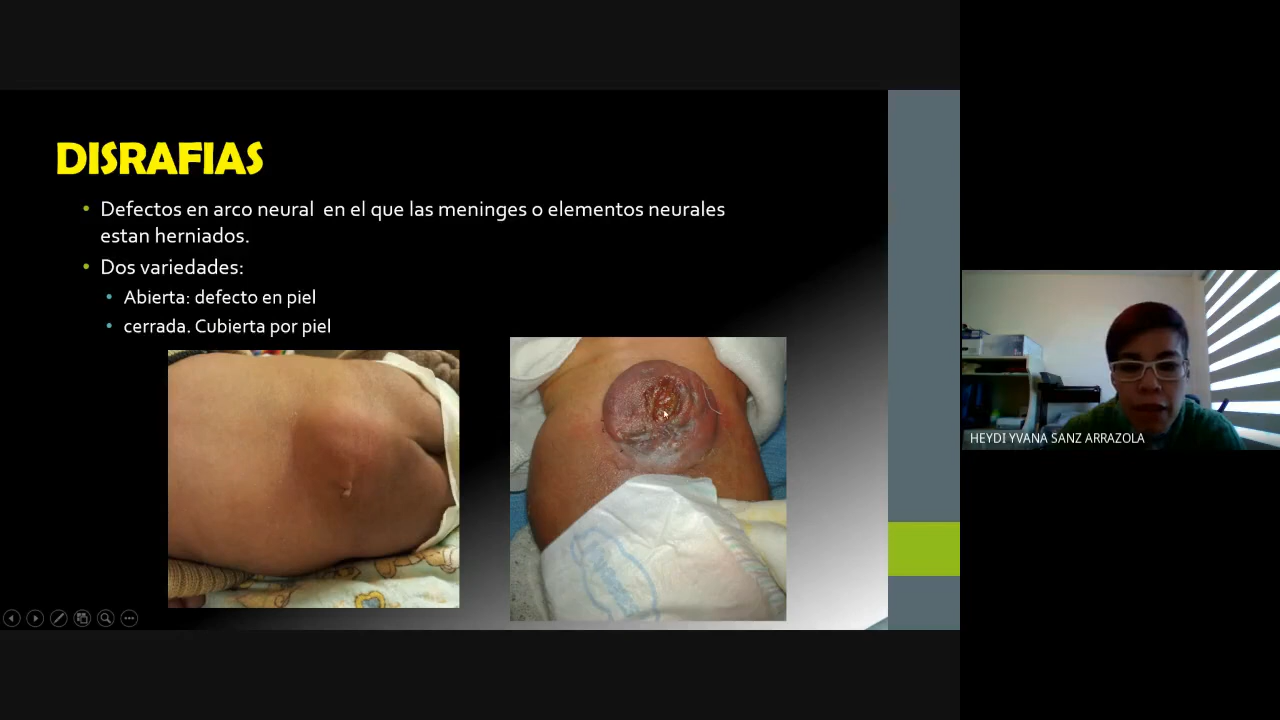 DISRAFIAS
• Defectos en arco neural en el que las meninges o elementos neurales
estan herniados.
• Dos variedades:
• Abierta: defecto en piel
• cerrada. Cubierta por piel
HEYDI YVANA SANZ ARRAZOLA